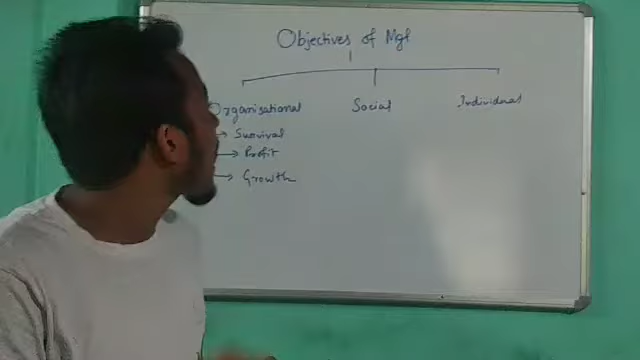 Objectives of Mgt
Organisational Social Individual
→ Survival
→ Profit
→ Growth